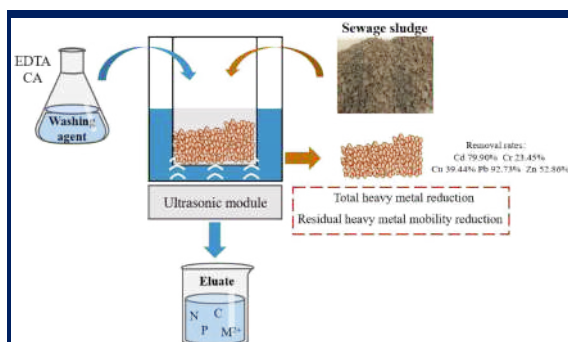 Sewage sludge
EDTA
CA
Washing
agent
Removal rates:
Cd 79.90% Cr 23.45%
Cu 39.44% Pb 92.73% Zn 52.86%
Ultrasonic module
Total heavy metal reduction
Residual heavy metal mobility reduction
Eluate
N C
P M²⁺